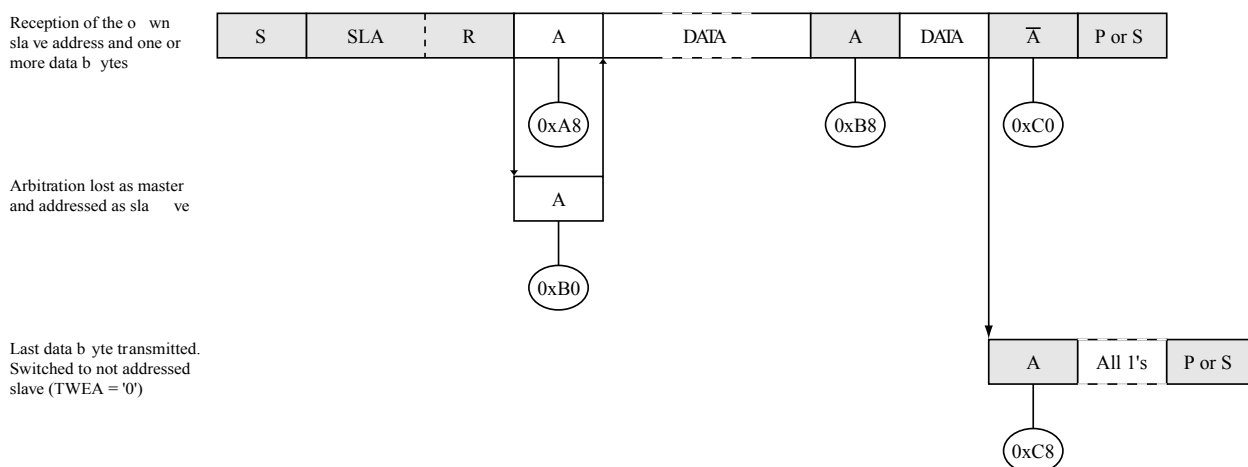 Reception of the o wn
sla ve address and one or
more data b ytes
S SLA R A DATA A DATA A̅ P or S
0xA8 0xB8 0xC0
Arbitration lost as master
and addressed as sla ve
A
0xB0
Last data b yte transmitted.
Switched to not addressed
slave (TWEA = '0')
A All 1's P or S
0xC8